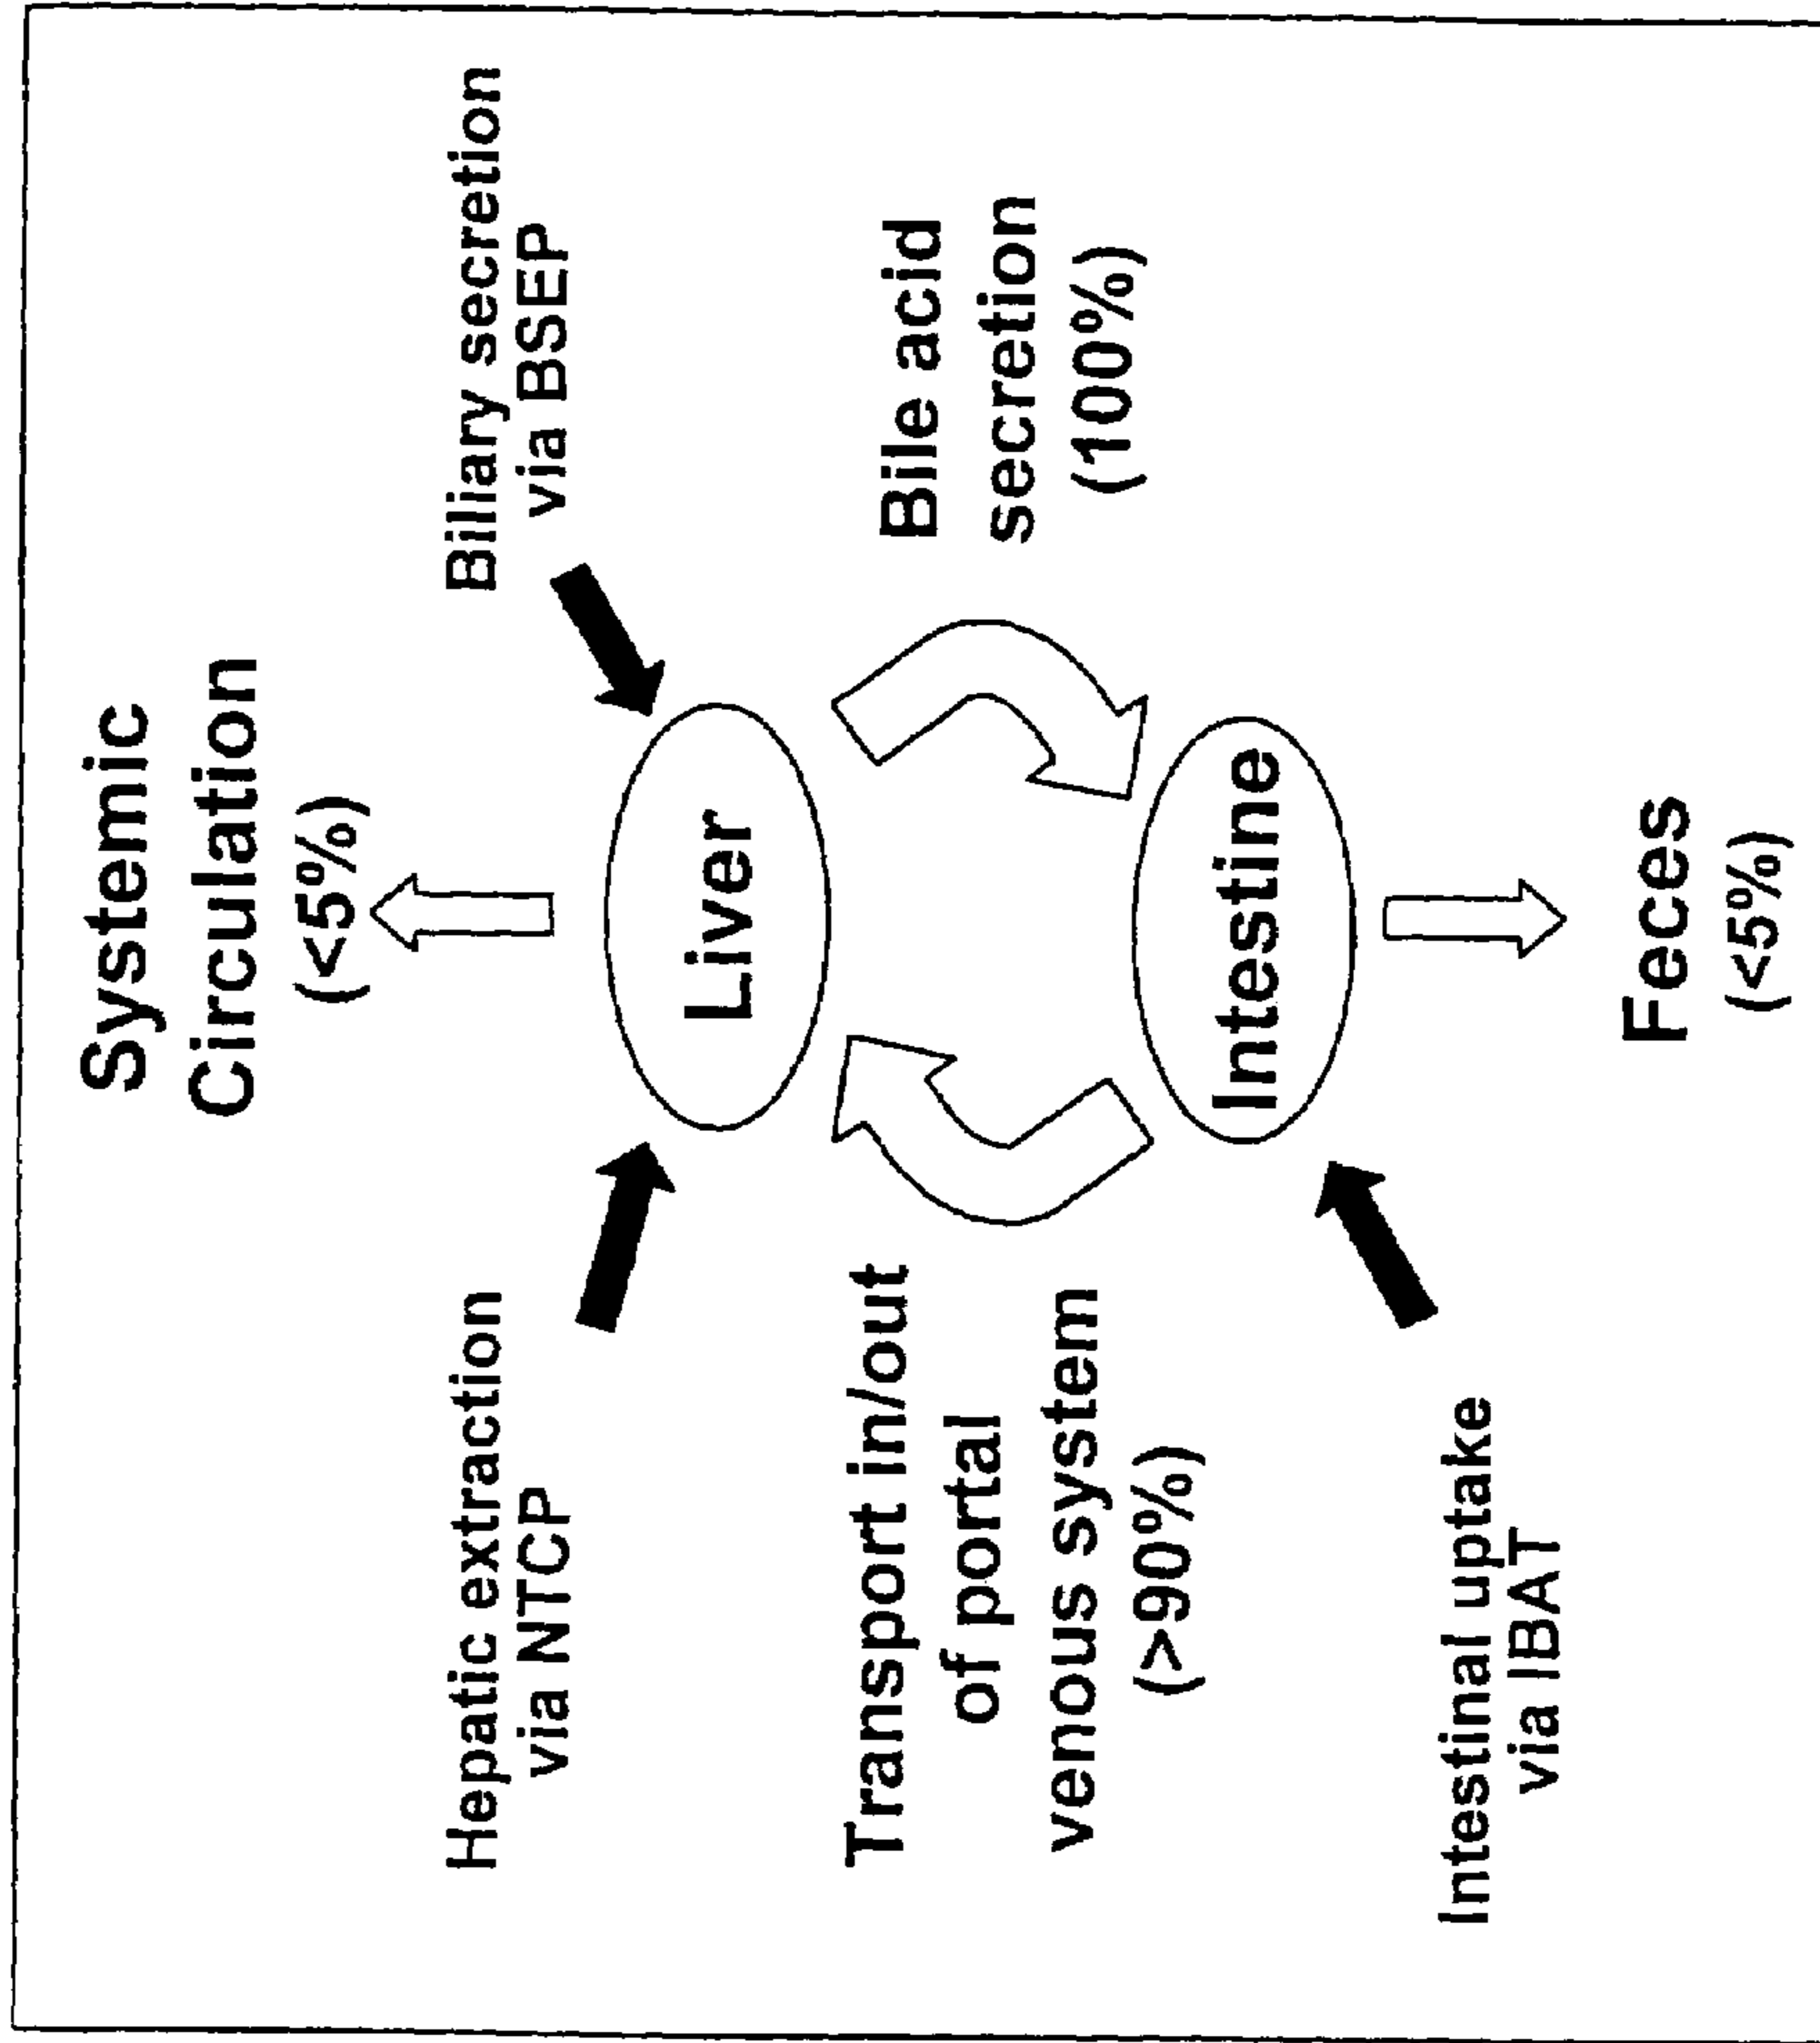 Systemic
Circulation
(<5%)
Hepatic extraction
via NTCP
Biliary secretion
via BSEP
Liver
Transport in/out
of portal
venous system
(>90%)
Bile acid
secretion
(100%)
Intestine
Intestinal uptake
via IBAT
Feces
(<5%)